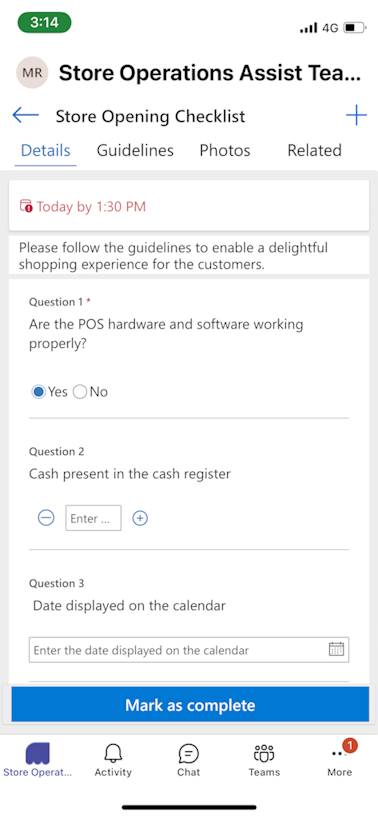 3:14
4G
MR
Store Operations Assist Tea...
Store Opening Checklist
Details Guidelines Photos Related
Today by 1:30 PM
Please follow the guidelines to enable a delightful
shopping experience for the customers.
Question 1 *
Are the POS hardware and software working
properly?
Yes No
Question 2
Cash present in the cash register
Enter ...
Question 3
Date displayed on the calendar
Enter the date displayed on the calendar
Mark as complete
1
Store Operat... Activity Chat Teams More